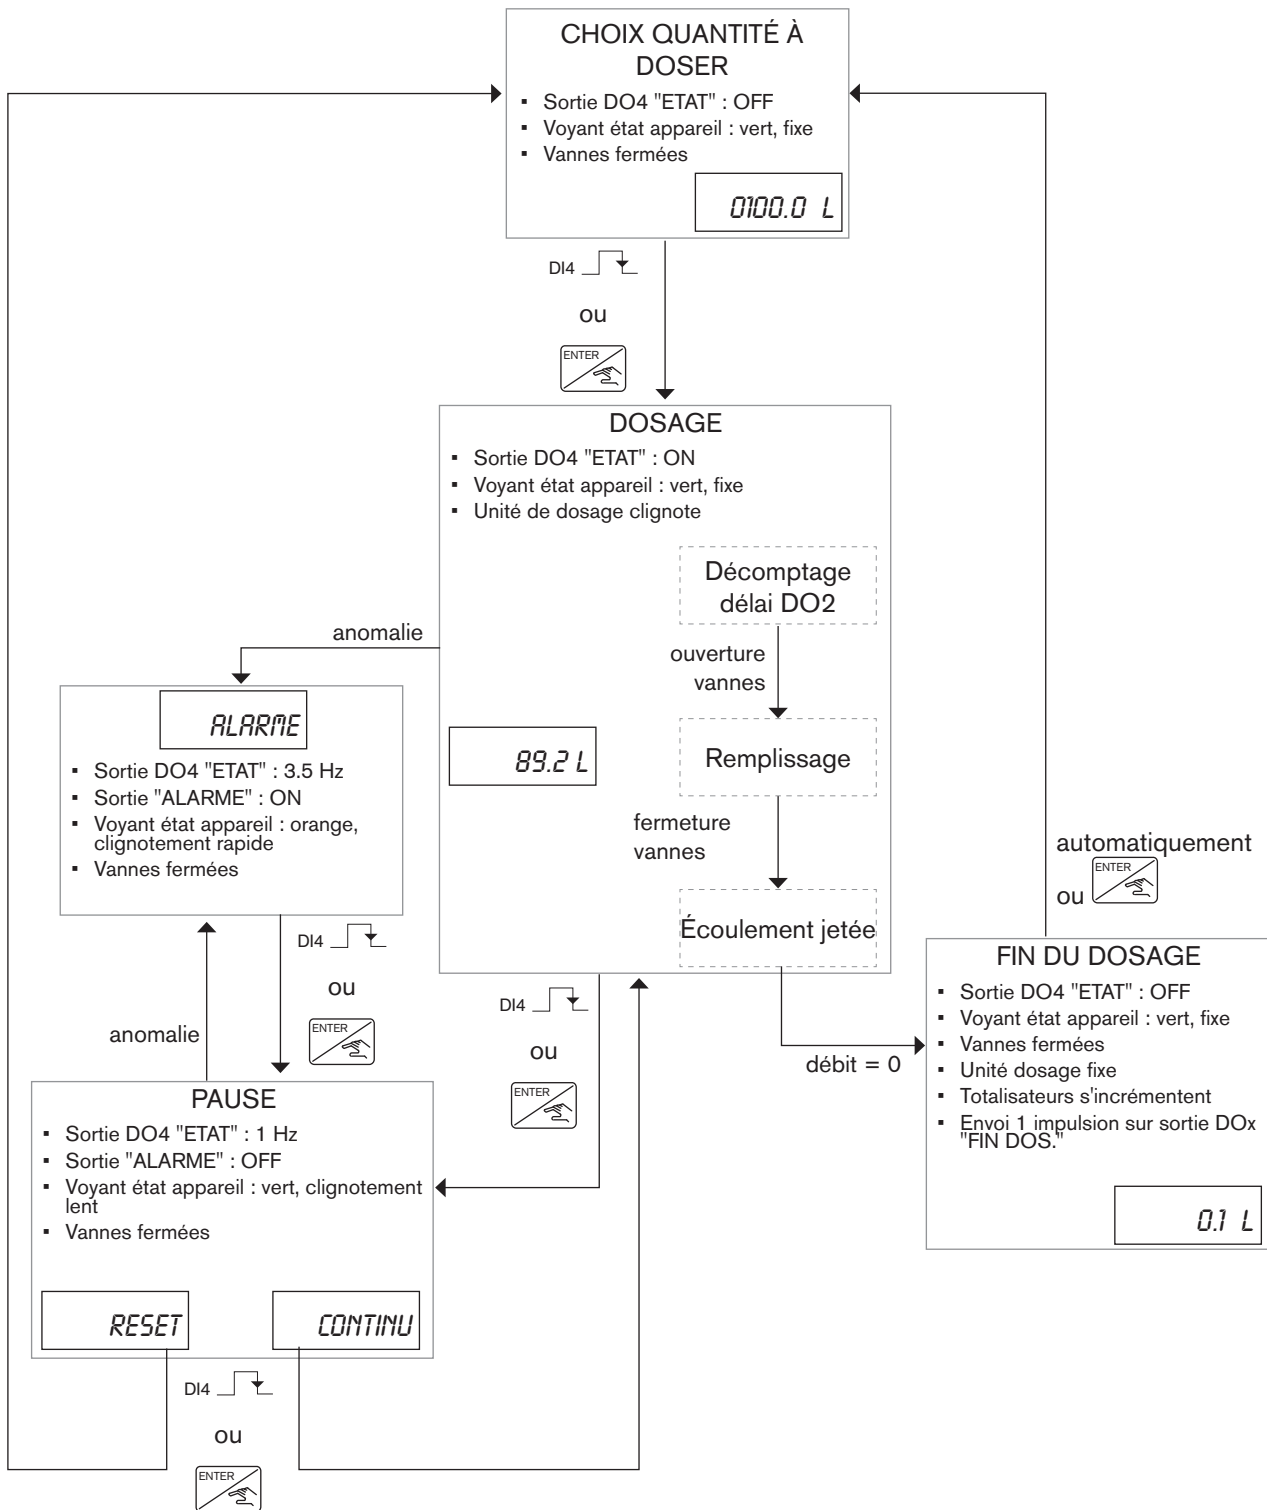 CHOIX QUANTITÉ À
DOSER
▪ Sortie DO4 "ETAT" : OFF
▪ Voyant état appareil : vert, fixe
▪ Vannes fermées
0100.0 L
DI4
ou
ENTER
DOSAGE
▪ Sortie DO4 "ETAT" : ON
▪ Voyant état appareil : vert, fixe
▪ Unité de dosage clignote
Décomptage
délai DO2
ouverture
vannes
89.2 L
Remplissage
fermeture
vannes
Écoulement jetée
anomalie
ALARME
▪ Sortie DO4 "ETAT" : 3.5 Hz
▪ Sortie "ALARME" : ON
▪ Voyant état appareil : orange,
clignotement rapide
▪ Vannes fermées
DI4
ou
ENTER
anomalie
DI4
ou
ENTER
débit = 0
automatiquement
ou ENTER
FIN DU DOSAGE
▪ Sortie DO4 "ETAT" : OFF
▪ Voyant état appareil : vert, fixe
▪ Vannes fermées
▪ Unité dosage fixe
▪ Totalisateurs s'incrémentent
▪ Envoi 1 impulsion sur sortie DOx
"FIN DOS."
0.1 L
PAUSE
▪ Sortie DO4 "ETAT" : 1 Hz
▪ Sortie "ALARME" : OFF
▪ Voyant état appareil : vert, clignotement
lent
▪ Vannes fermées
RESET
CONTINU
DI4
ou
ENTER